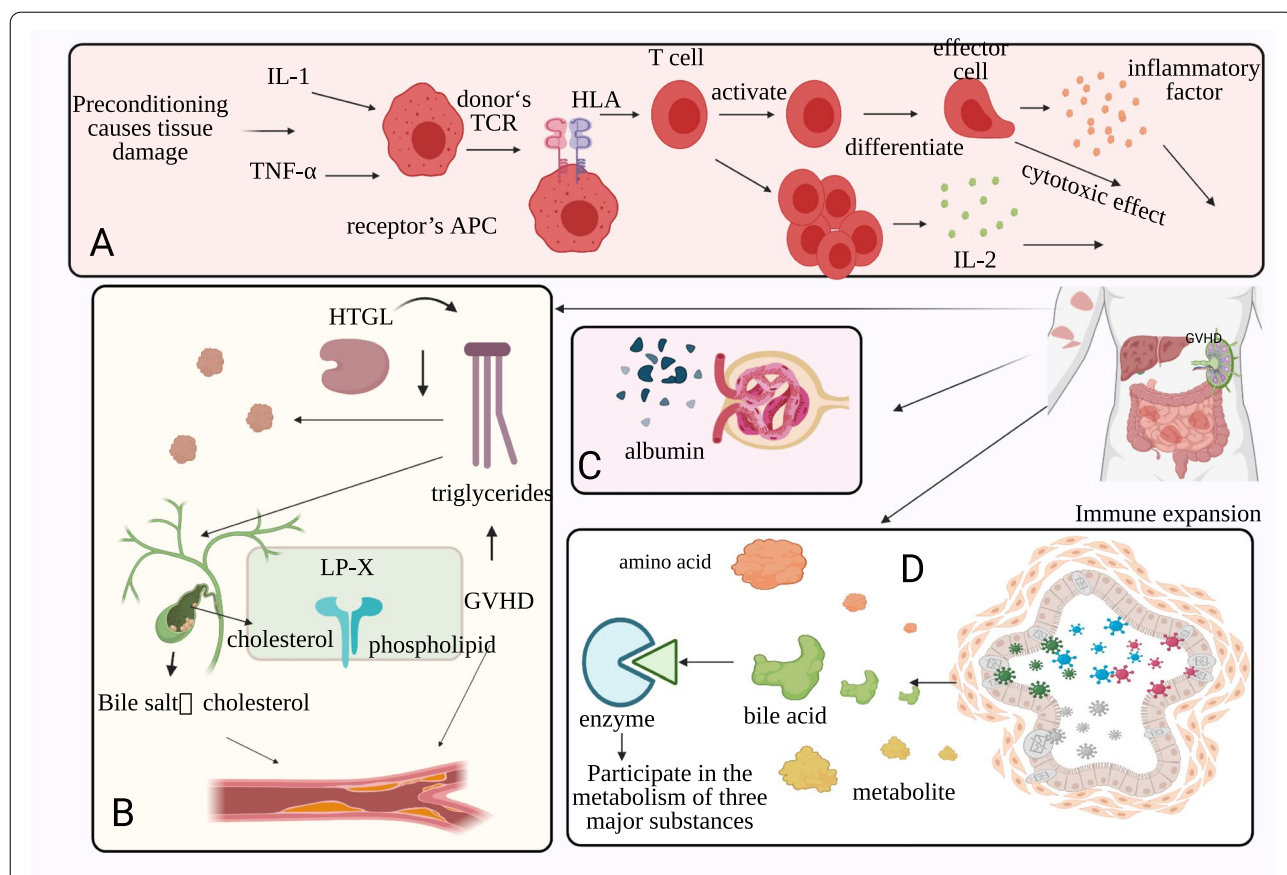 Preconditioning
causes tissue
damage
IL-1
TNF-α
donor‘s
TCR
HLA
receptor’s APC
T cell
activate
differentiate
effector
cell
inflammatory
factor
cytotoxic effect
IL-2
A
HTGL
triglycerides
LP-X
GVHD
cholesterol
phospholipid
Bile salt□ cholesterol
B
albumin
C
GVHD
Immune expansion
amino acid
D
enzyme
bile acid
Participate in the
metabolism of three
major substances
metabolite